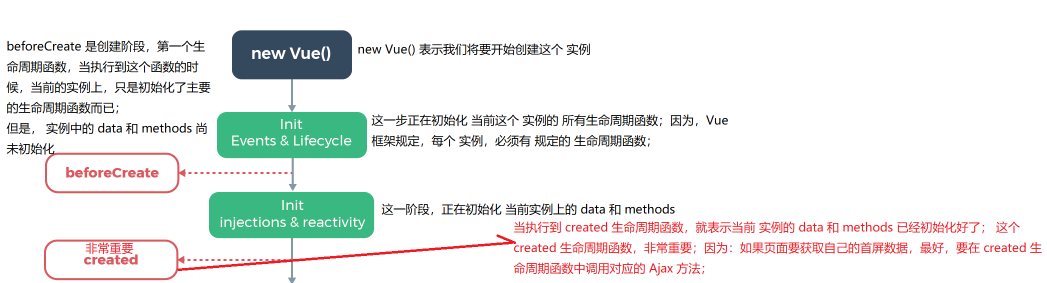 beforeCreate 是创建阶段，第一个生
命周期函数，当执行到这个函数的时
候，当前的实例上，只是初始化了主要
的生命周期函数而已；
但是， 实例中的 data 和 methods 尚
未初始化
new Vue()
new Vue() 表示我们将要开始创建这个 实例
Init
Events & Lifecycle
这一步正在初始化 当前这个 实例的 所有生命周期函数；因为，Vue
框架规定，每个 实例，必须有 规定的 生命周期函数；
beforeCreate
Init
injections & reactivity
这一阶段，正在初始化 当前实例上的 data 和 methods
当执行到 created 生命周期函数，就表示当前 实例的 data 和 methods 已经初始化好了； 这个
created 生命周期函数，非常重要；因为：如果页面要获取自己的首屏数据，最好，要在 created 生
命周期函数中调用对应的 Ajax 方法；
非常重要
created